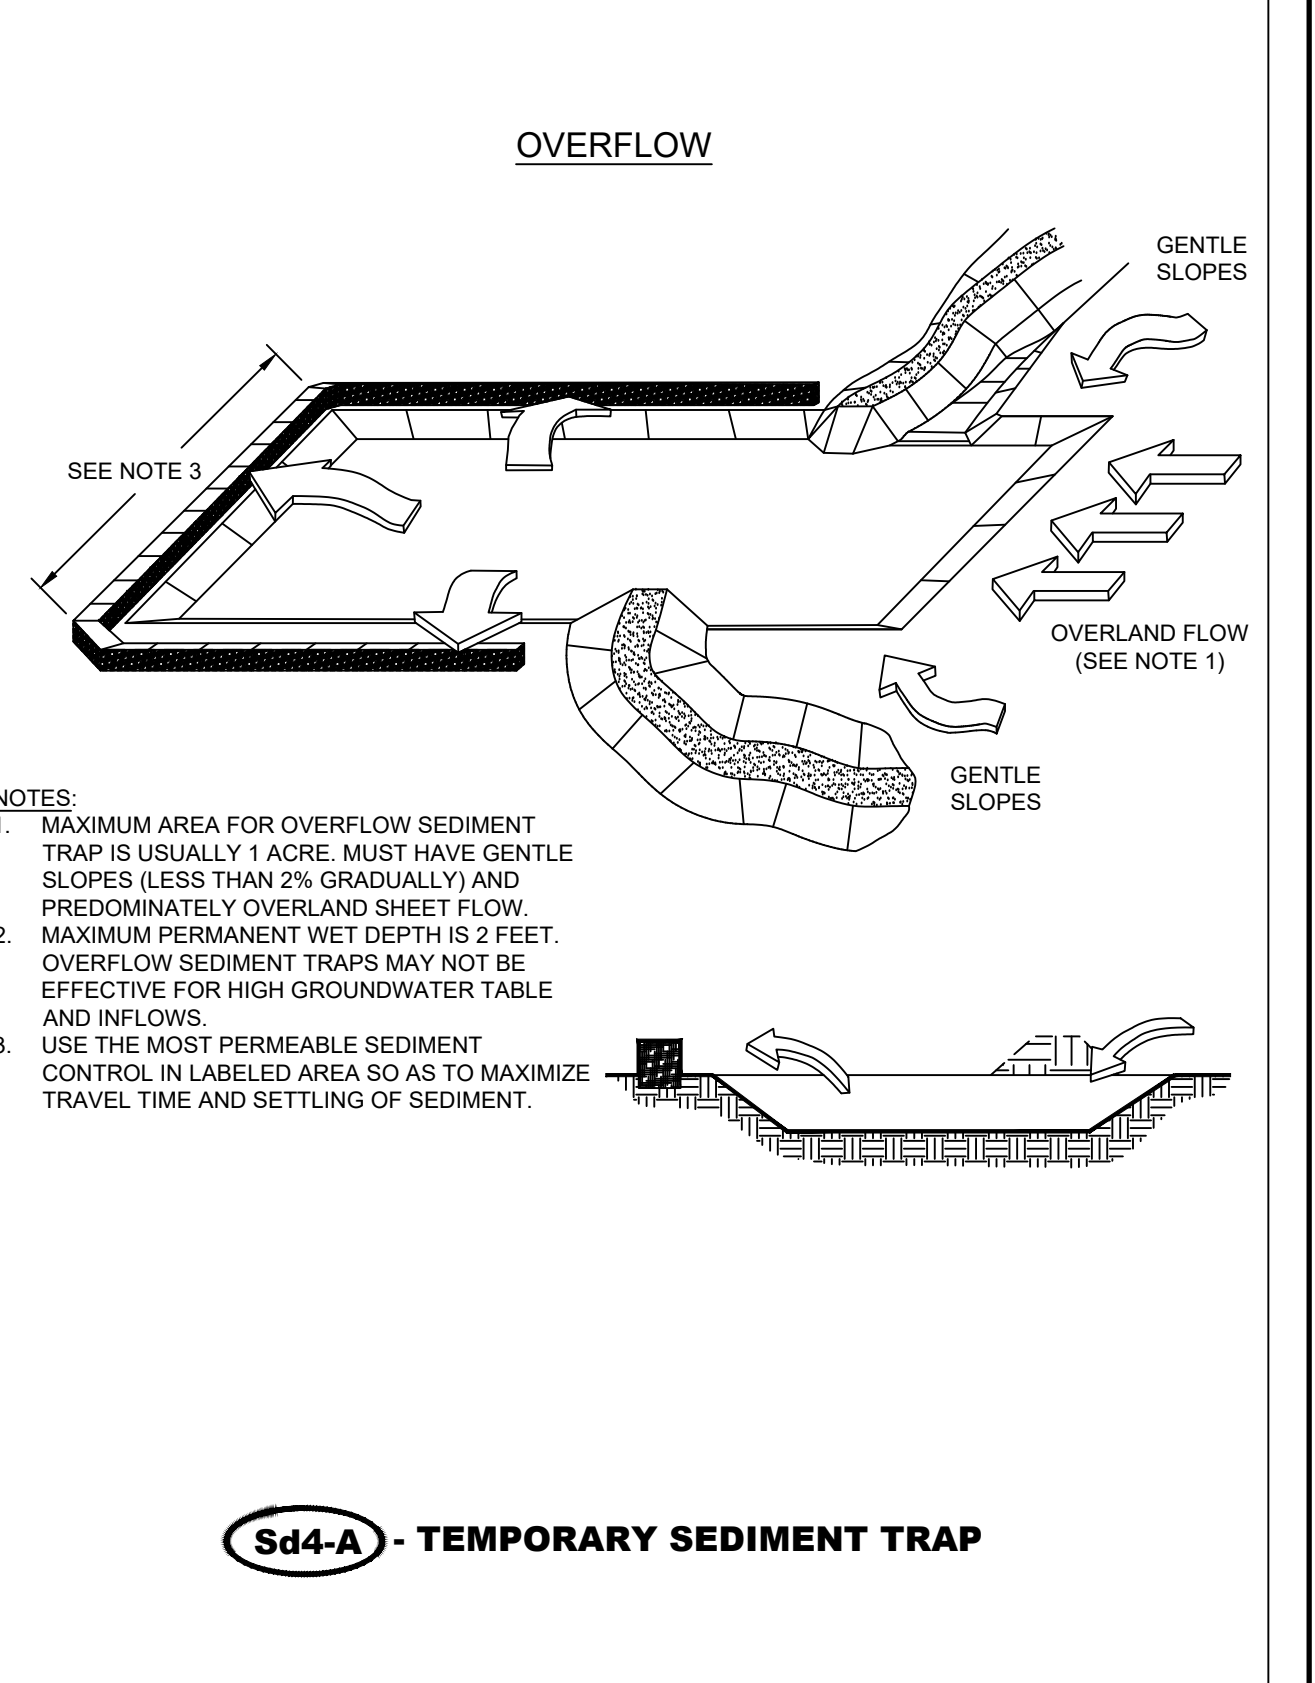 OVERFLOW
GENTLE
SLOPES
SEE NOTE 3
OVERLAND FLOW
(SEE NOTE 1)
GENTLE
SLOPES
NOTES:
1. MAXIMUM AREA FOR OVERFLOW SEDIMENT
TRAP IS USUALLY 1 ACRE. MUST HAVE GENTLE
SLOPES (LESS THAN 2% GRADUALLY) AND
PREDOMINATELY OVERLAND SHEET FLOW.
2. MAXIMUM PERMANENT WET DEPTH IS 2 FEET.
OVERFLOW SEDIMENT TRAPS MAY NOT BE
EFFECTIVE FOR HIGH GROUNDWATER TABLE
AND INFLOWS.
3. USE THE MOST PERMEABLE SEDIMENT
CONTROL IN LABELED AREA SO AS TO MAXIMIZE
TRAVEL TIME AND SETTLING OF SEDIMENT.
Sd4-A - TEMPORARY SEDIMENT TRAP